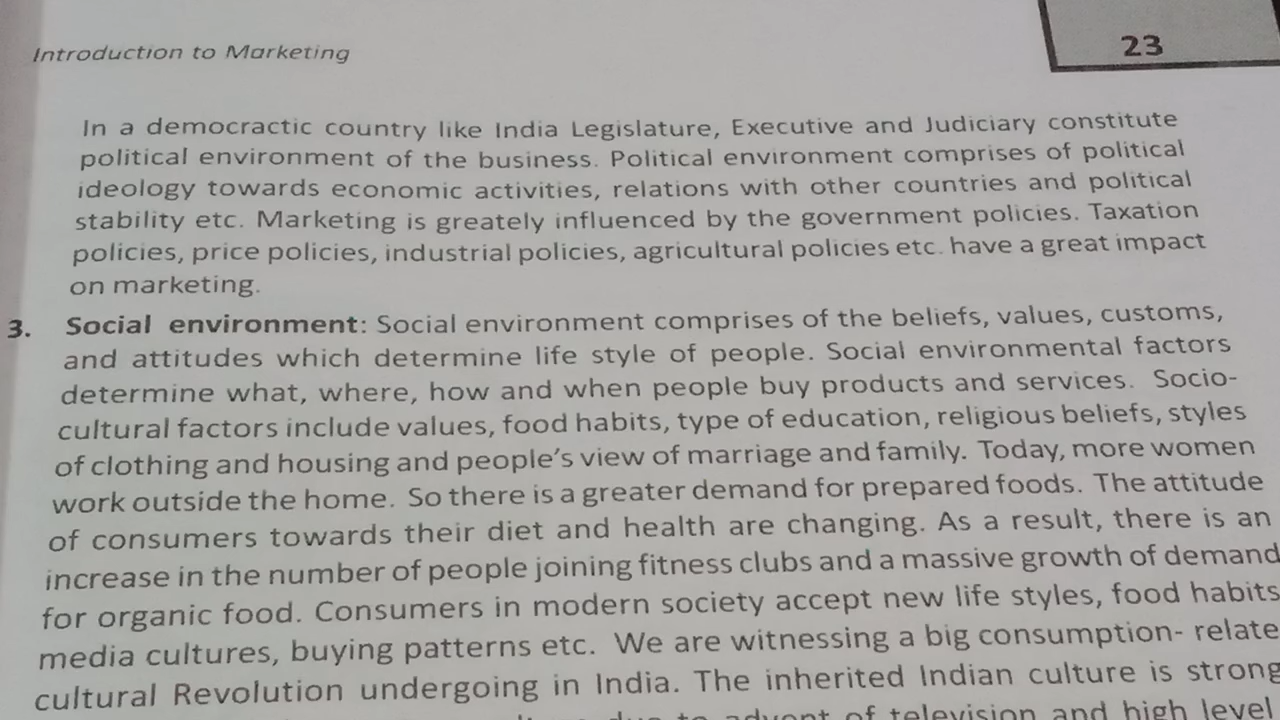 Introduction to Marketing
23
In a democractic country like India Legislature, Executive and Judiciary constitute
political environment of the business. Political environment comprises of political
ideology towards economic activities, relations with other countries and political
stability etc. Marketing is greately influenced by the government policies. Taxation
policies, price policies, industrial policies, agricultural policies etc. have a great impact
on marketing.
3. Social environment: Social environment comprises of the beliefs, values, customs,
and attitudes which determine life style of people. Social environmental factors
determine what, where, how and when people buy products and services. Socio-
cultural factors include values, food habits, type of education, religious beliefs, styles
of clothing and housing and people's view of marriage and family. Today, more women
work outside the home. So there is a greater demand for prepared foods. The attitude
of consumers towards their diet and health are changing. As a result, there is an
increase in the number of people joining fitness clubs and a massive growth of demand
for organic food. Consumers in modern society accept new life styles, food habits
media cultures, buying patterns etc. We are witnessing a big consumption- relate
cultural Revolution undergoing in India. The inherited Indian culture is strong
to advent of television and high level